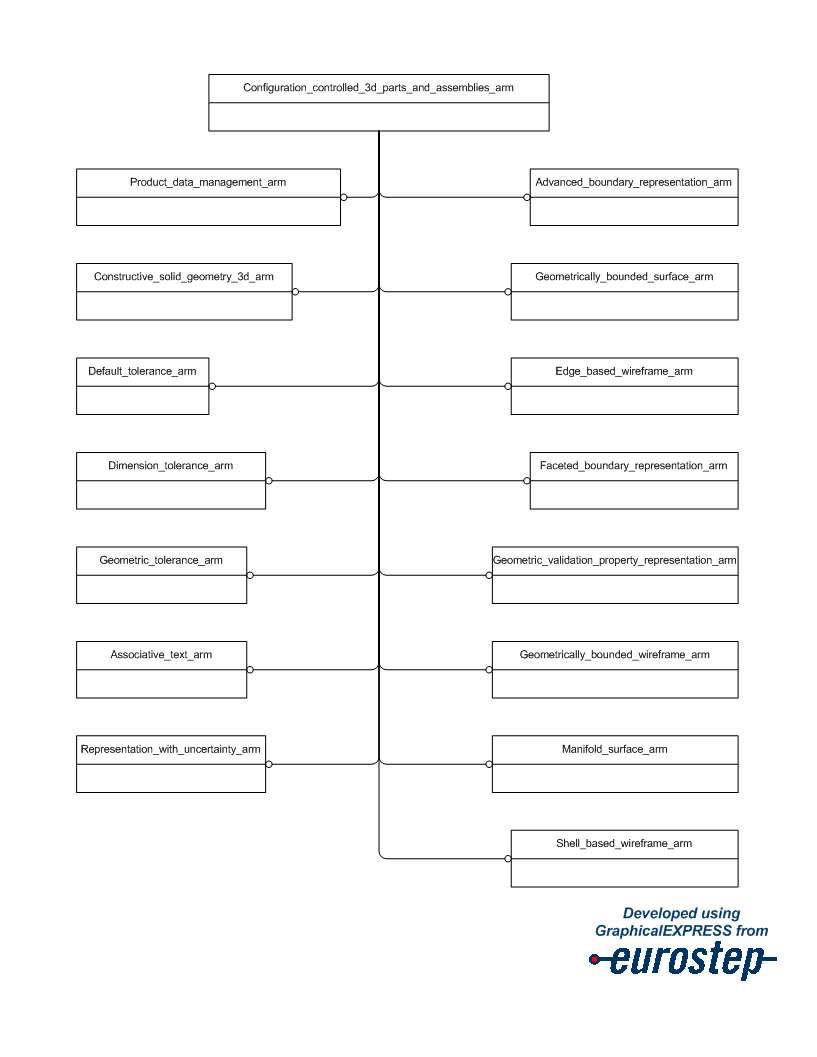 Configuration_controlled_3d_parts_and_assemblies_arm
Product_data_management_arm
Advanced_boundary_representation_arm
Constructive_solid_geometry_3d_arm
Geometrically_bounded_surface_arm
Default_tolerance_arm
Edge_based_wireframe_arm
Dimension_tolerance_arm
Faceted_boundary_representation_arm
Geometric_tolerance_arm
Geometric_validation_property_representation_arm
Associative_text_arm
Geometrically_bounded_wireframe_arm
Representation_with_uncertainty_arm
Manifold_surface_arm
Shell_based_wireframe_arm
Developed using
GraphicalEXPRESS from
eurostep